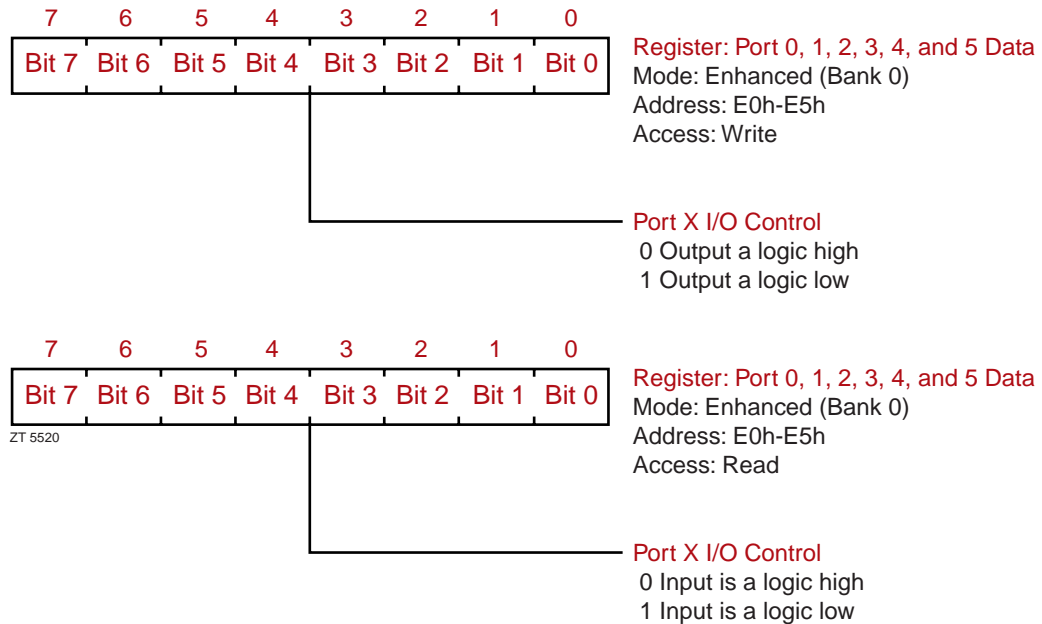 7 6 5 4 3 2 1 0
Bit 7 Bit 6 Bit 5 Bit 4 Bit 3 Bit 2 Bit 1 Bit 0
Register: Port 0, 1, 2, 3, 4, and 5 Data
Mode: Enhanced (Bank 0)
Address: E0h-E5h
Access: Write
Port X I/O Control
0 Output a logic high
1 Output a logic low
7 6 5 4 3 2 1 0
Bit 7 Bit 6 Bit 5 Bit 4 Bit 3 Bit 2 Bit 1 Bit 0
ZT 5520
Register: Port 0, 1, 2, 3, 4, and 5 Data
Mode: Enhanced (Bank 0)
Address: E0h-E5h
Access: Read
Port X I/O Control
0 Input is a logic high
1 Input is a logic low